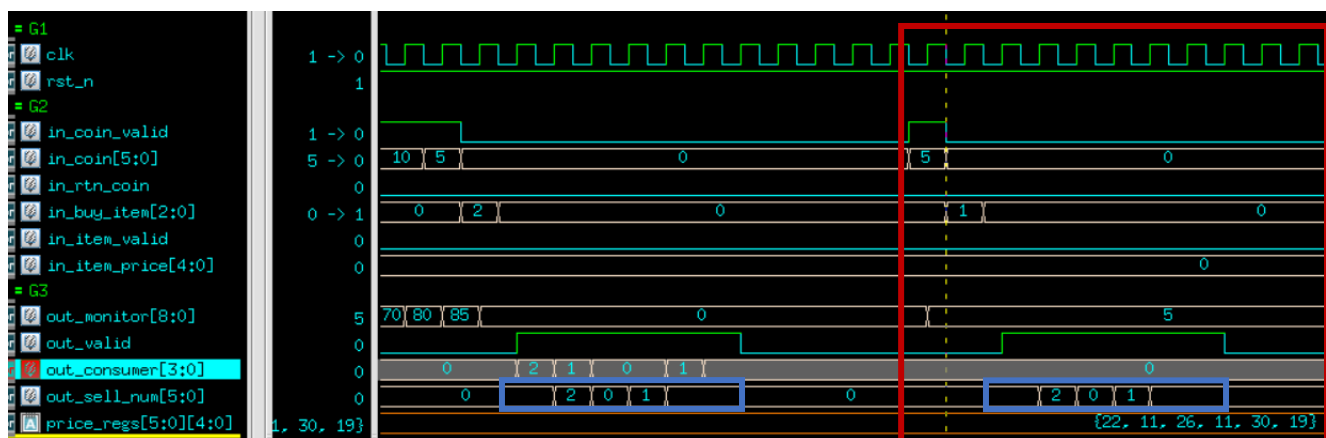 = G1
clk 1 -> 0
rst_n 1
= G2
in_coin_valid 1 -> 0
in_coin[5:0] 5 -> 0 10 5 0 5 0
in_rtn_coin 0
in_buy_item[2:0] 0 -> 1 0 2 0 1 0
in_item_valid 0
in_item_price[4:0] 0 0
= G3
out_monitor[8:0] 5 70 80 85 0 5
out_valid 0
out_consumer[3:0] 0 0 2 1 0 1 0
out_sell_num[5:0] 0 0 2 0 1 0 2 0 1
price_regs[5:0][4:0] 1, 30, 19} {22, 11, 26, 11, 30, 19}